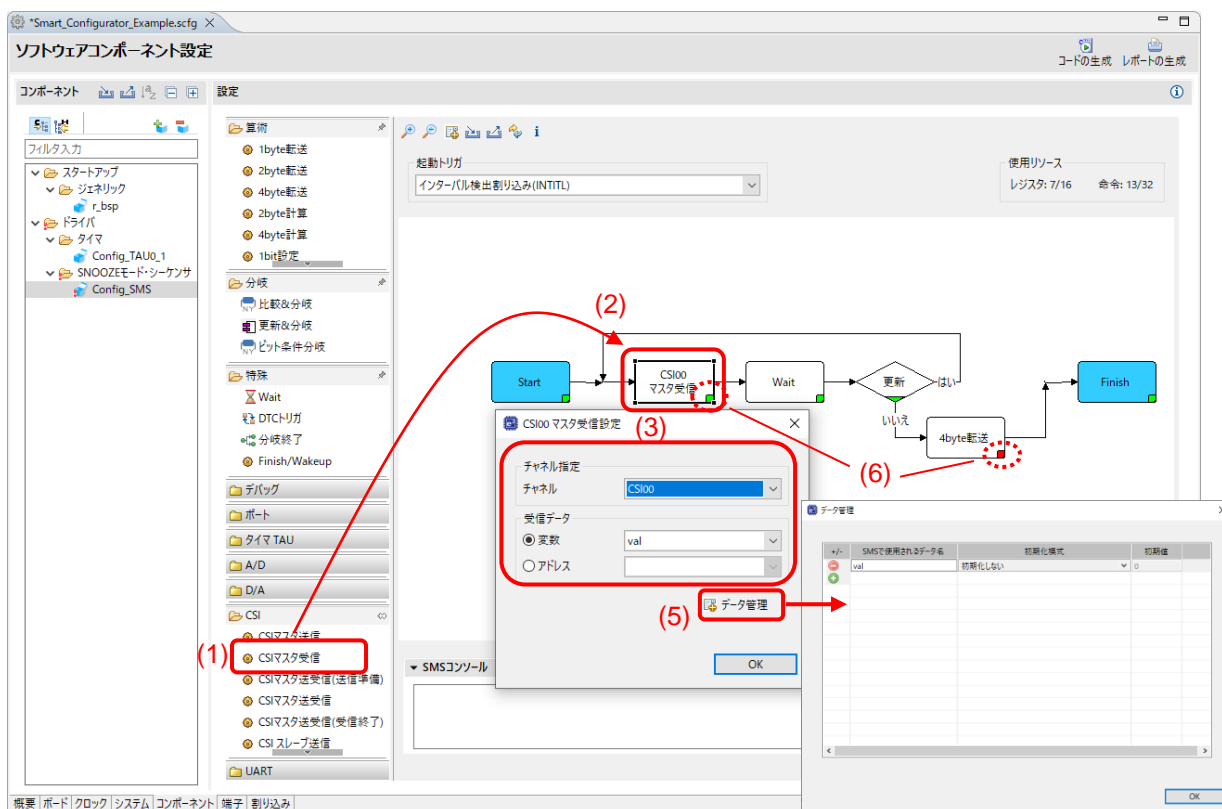 *Smart_Configurator_Example.scfg
ソフトウェアコンポーネント設定
コードの生成 レポートの生成
コンポーネント
設定
フィルタ入力
スタートアップ
ジェネリック
r_bsp
ドライバ
タイマ
Config_TAU0_1
SNOOZEモード・シーケンサ
Config_SMS
算術
1byte転送
2byte転送
4byte転送
2byte計算
4byte計算
1bit設定
分岐
比較&分岐
更新&分岐
ビット条件分岐
特殊
Wait
DTCトリガ
分岐終了
Finish/Wakeup
デバッグ
ポート
タイマ TAU
A/D
D/A
CSI
CSIマスタ送信
(1)
CSIマスタ受信
CSIマスタ送受信(送信準備)
CSIマスタ送受信
CSIマスタ送受信(受信終了)
CSI スレーブ送信
UART
起動トリガ
インターバル検出割り込み(INTITL)
使用リソース
レジスタ: 7/16 命令: 13/32
(2)
Start
CSI00
マスタ受信
Wait
更新
はい
いいえ
4byte転送
Finish
(3)
(6)
CSI00 マスタ受信設定
チャネル指定
チャネル
CSI00
受信データ
変数
val
アドレス
(5)
データ管理
OK
SMSコンソール
データ管理
+/- SMSで使用されるデータ名 初期化模式 初期値
val 初期化しない 0
OK
概要 ボード クロック システム コンポーネント 端子 割り込み